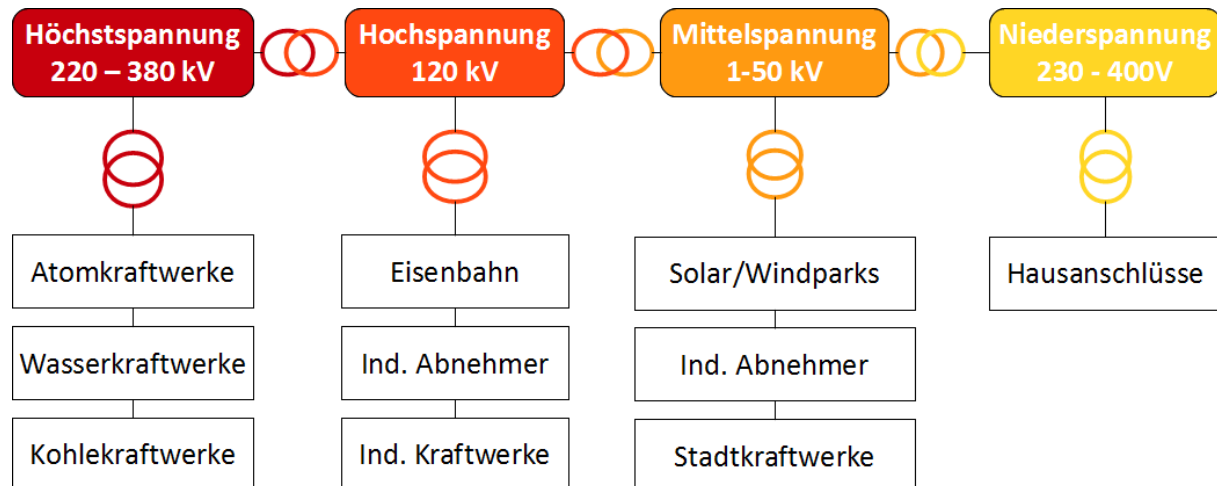 Höchstspannung
220 – 380 kV
Hochspannung
120 kV
Mittelspannung
1-50 kV
Niederspannung
230 - 400V
Atomkraftwerke
Wasserkraftwerke
Kohlekraftwerke
Eisenbahn
Ind. Abnehmer
Ind. Kraftwerke
Solar/Windparks
Ind. Abnehmer
Stadtkraftwerke
Hausanschlüsse